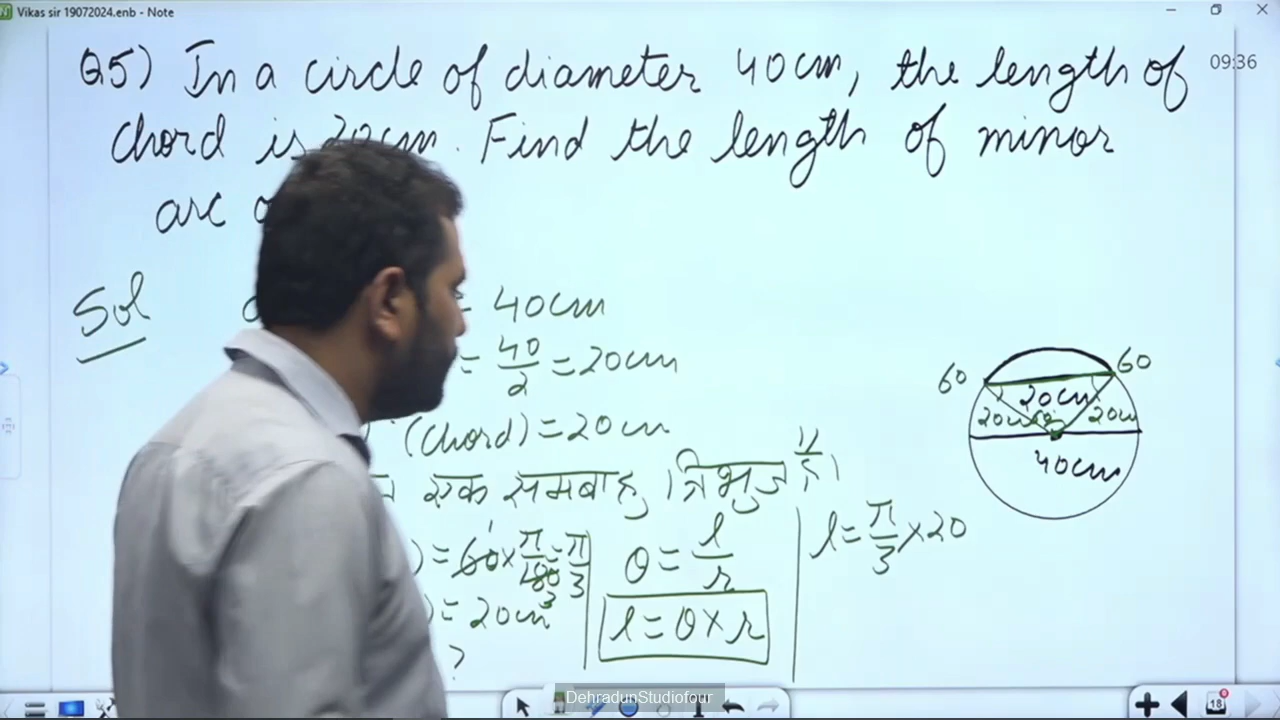 Vikas sir 19072024.enb - Note
09:36
Q5) In a circle of diameter 40cm, the length of
chord is 20cm. Find the length of minor
arc
Sol
= 40cm
= 40/2 = 20cm
(chord) = 20cm
एक समबाहु त्रिभुज
) = 60 × π/180 = π/3
1
3
) = 20cm
?
θ = l/r
l = θ × r
l = π/3 × 20
60
60
20cm
20cm
20cm
40cm
DehradunStudiofour
18